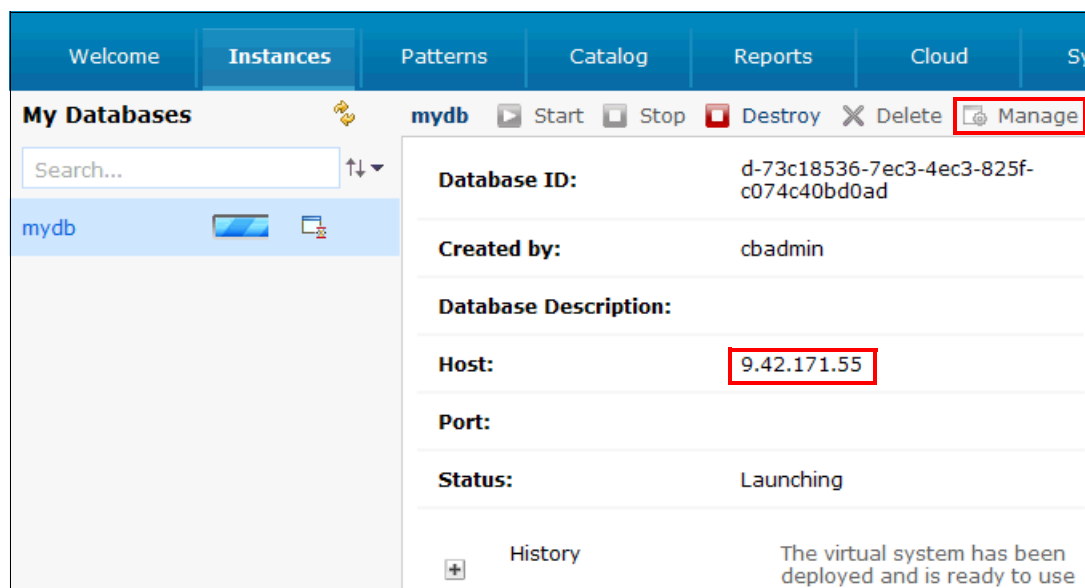 Welcome Instances Patterns Catalog Reports Cloud Sy
My Databases
mydb Start Stop Destroy Delete Manage
Search...
mydb
Database ID: d-73c18536-7ec3-4ec3-825f-
c074c40bd0ad
Created by: cbadmin
Database Description:
Host: 9.42.171.55
Port:
Status: Launching
History The virtual system has been
deployed and is ready to use